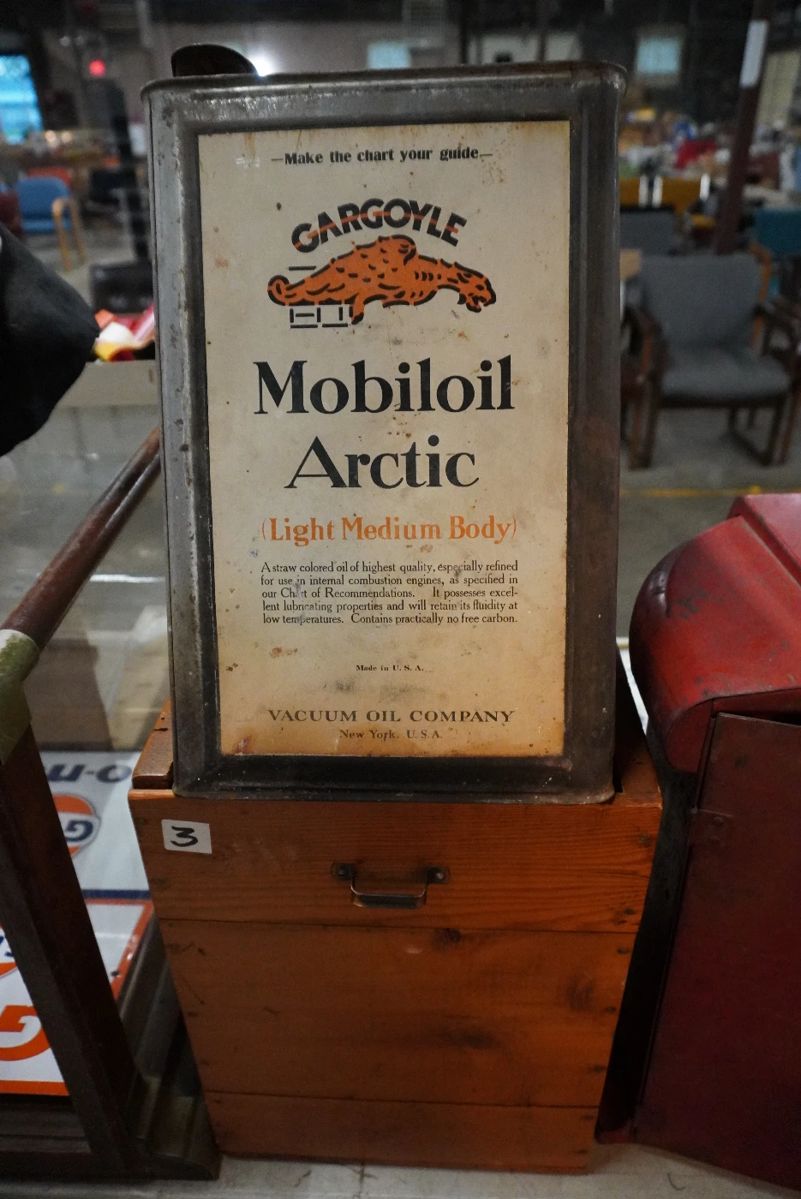 —Make the chart your guide—
GARGOYLE
Mobiloil
Arctic
(Light Medium Body)
A straw colored oil of highest quality, especially refined
for use in internal combustion engines, as specified in
our Chart of Recommendations. It possesses excel-
lent lubricating properties and will retain its fluidity at
low temperatures. Contains practically no free carbon.
Made in U. S. A.
VACUUM OIL COMPANY
New York, U. S. A.
3